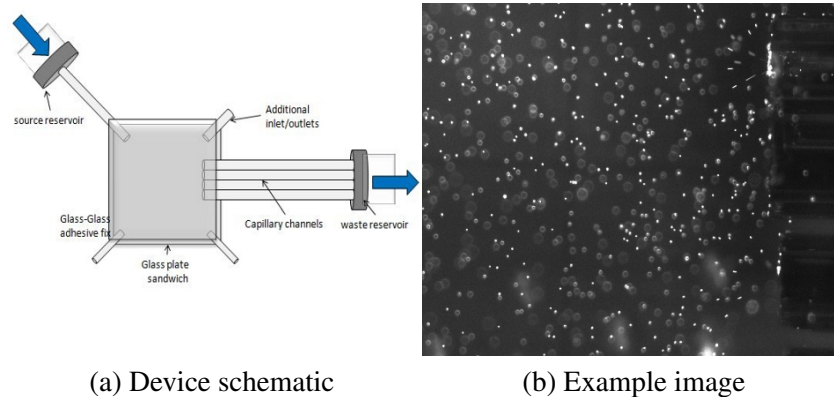 source reservoir
Additional
inlet/outlets
Glass-Glass
adhesive fix
Capillary channels
waste reservoir
Glass plate
sandwich
(a) Device schematic
(b) Example image